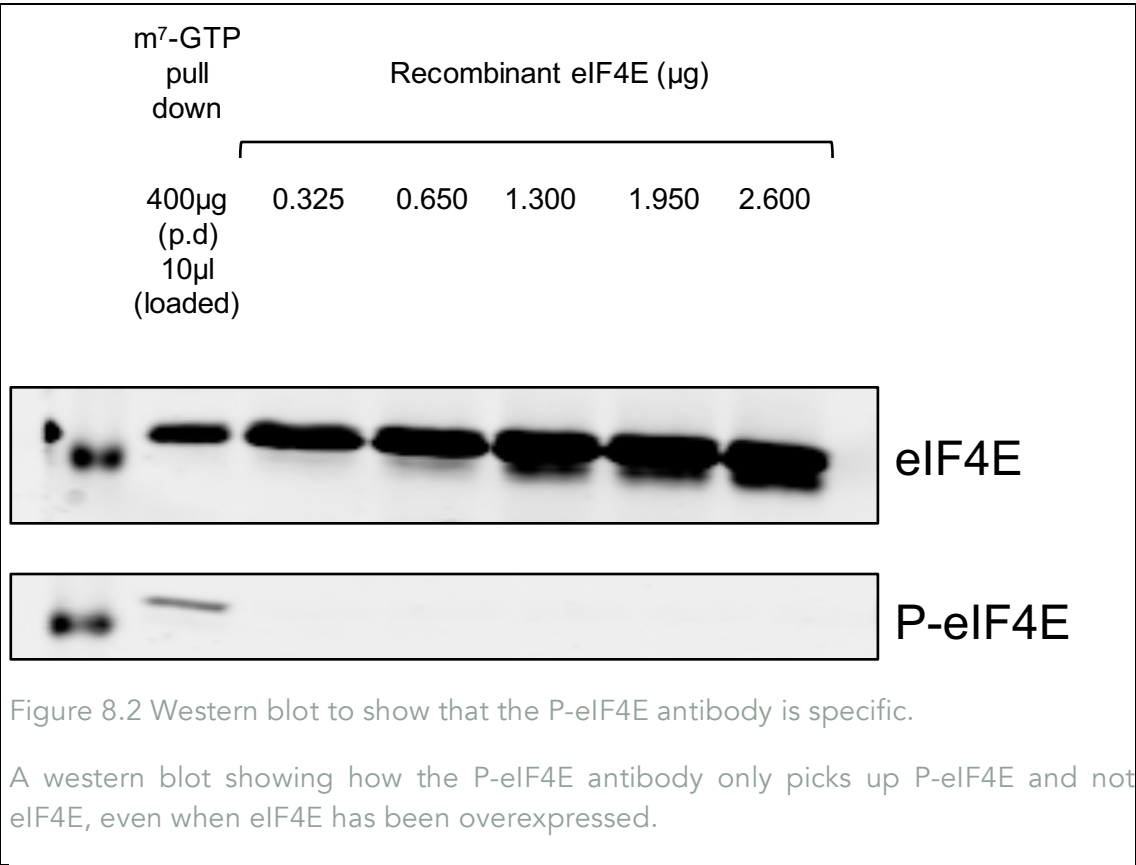 m⁷-GTP
pull
down
Recombinant eIF4E (µg)
400µg
(p.d)
10µl
(loaded)
0.325 0.650 1.300 1.950 2.600
eIF4E
P-eIF4E
Figure 8.2 Western blot to show that the P-eIF4E antibody is specific.
A western blot showing how the P-eIF4E antibody only picks up P-eIF4E and not
eIF4E, even when eIF4E has been overexpressed.